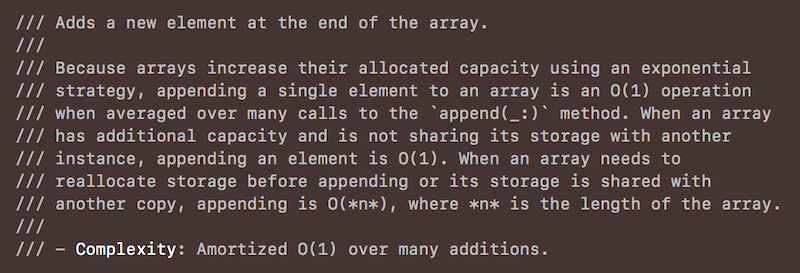 /// Adds a new element at the end of the array.
///
/// Because arrays increase their allocated capacity using an exponential
/// strategy, appending a single element to an array is an O(1) operation
/// when averaged over many calls to the `append(_:)` method. When an array
/// has additional capacity and is not sharing its storage with another
/// instance, appending an element is O(1). When an array needs to
/// reallocate storage before appending or its storage is shared with
/// another copy, appending is O(*n*), where *n* is the length of the array.
///
/// - Complexity: Amortized O(1) over many additions.